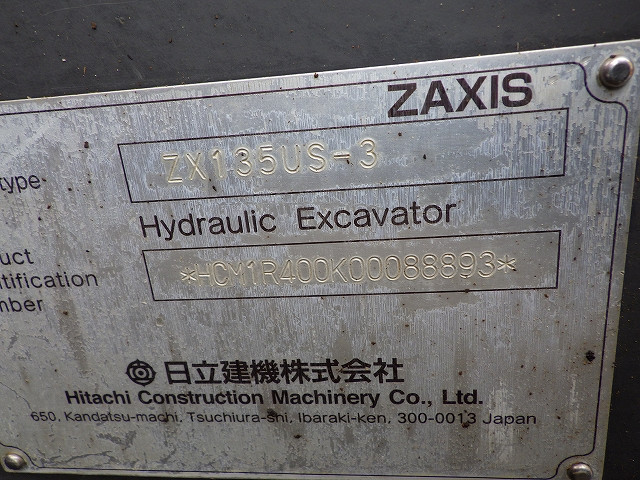 ZAXIS
type
ZX135US-3
Hydraulic Excavator
uct
ntification
mber
*HCM1R400K00088893*
日立建機株式会社
Hitachi Construction Machinery Co., Ltd.
650, Kandatsu-machi, Tsuchiura-shi, Ibaraki-ken, 300-0013 Japan